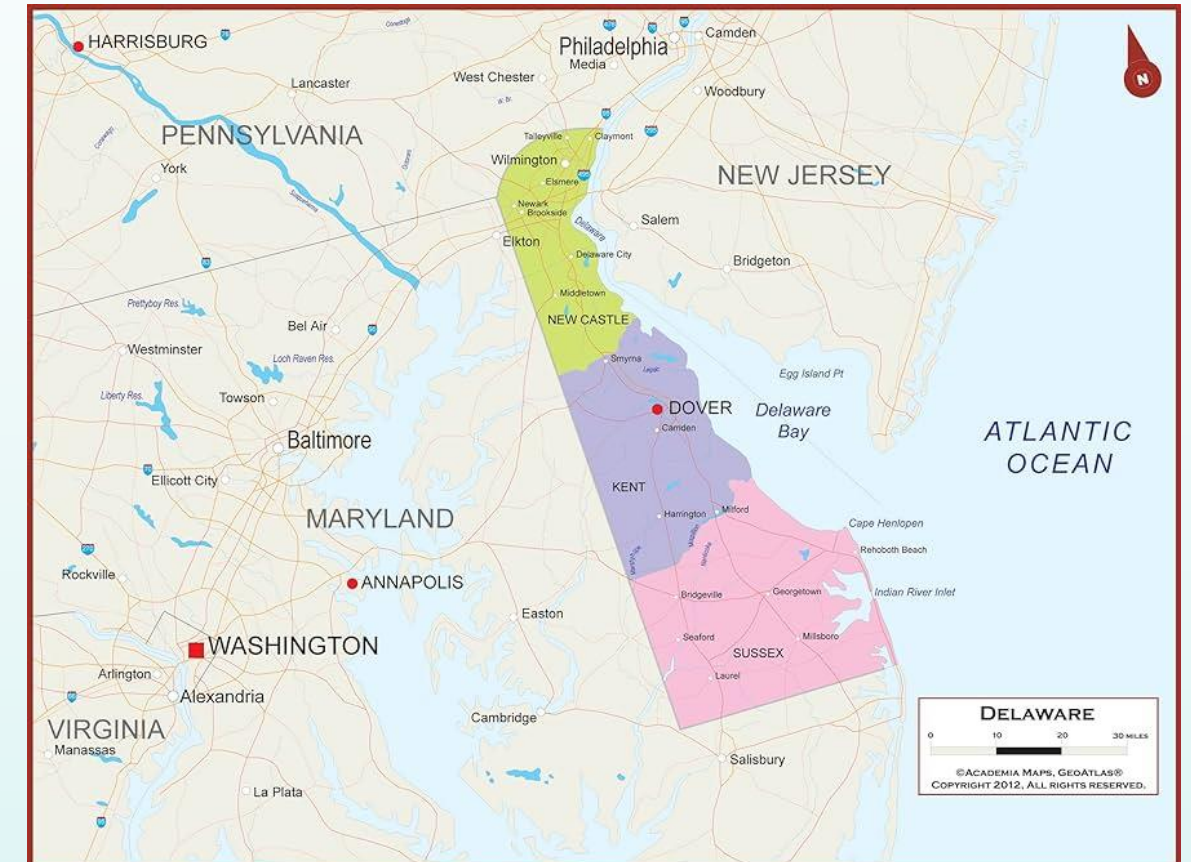 HARRISBURG
Conewago
Philadelphia
Camden
Media
West Chester
Lancaster
Woodbury
N
PENNSYLVANIA
Talleyville
Claymont
Wilmington
York
Elsmere
NEW JERSEY
Newark
Brookside
Salem
Delaware
Elkton
Delaware City
Bridgeton
83
Middletown
Prettyboy Res.
NEW CASTLE
Bel Air
Westminster
Loch Raven Res.
Smyrna
Leipsic
Egg Island Pt
Liberty Res.
Towson
DOVER
Delaware
Bay
Camden
Baltimore
ATLANTIC
OCEAN
Ellicott City
KENT
MARYLAND
Harrington
Milford
Cape Henlopen
Rehoboth Beach
Rockville
ANNAPOLIS
Bridgeville
Georgetown
Indian River Inlet
Easton
WASHINGTON
Seaford
Millsboro
SUSSEX
Arlington
Laurel
Alexandria
Cambridge
VIRGINIA
Manassas
Salisbury
La Plata
DELAWARE
0 10 20 30 MILES
©ACADEMIA MAPS, GEOATLAS®
COPYRIGHT 2012, ALL RIGHTS RESERVED.